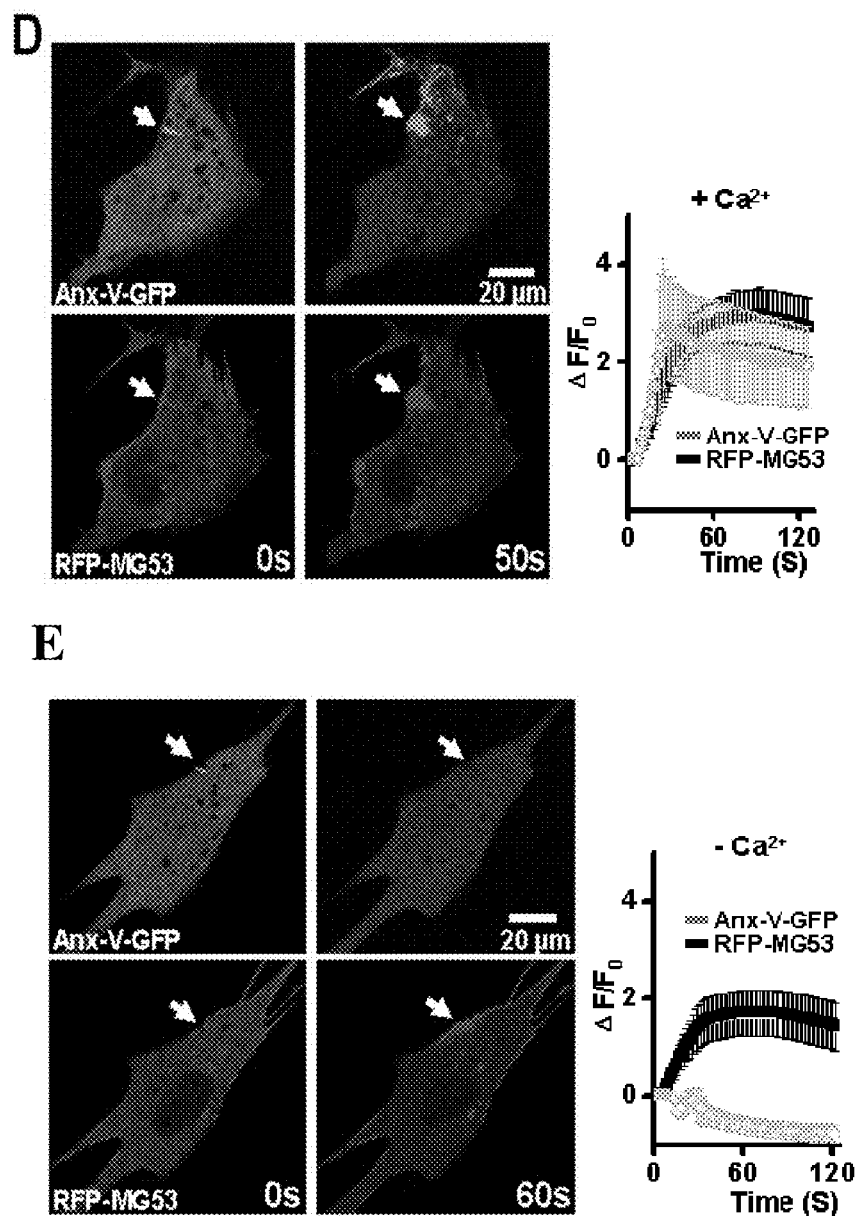 D
Anx-V-GFP
20 µm
RFP-MG53
0s
50s
+ Ca²⁺
Δ F/F₀
4
2
0
Anx-V-GFP
RFP-MG53
0
60
120
Time (S)
E
Anx-V-GFP
20 µm
RFP-MG53
0s
60s
- Ca²⁺
Δ F/F₀
4
2
0
Anx-V-GFP
RFP-MG53
0
60
120
Time (S)